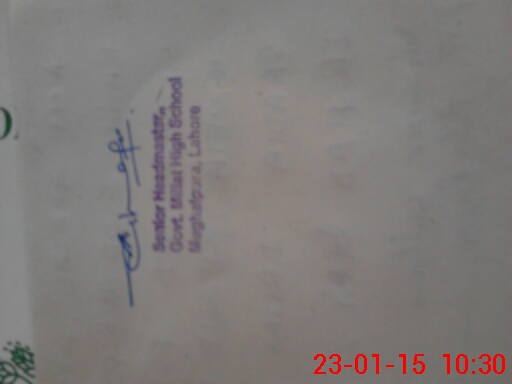 Senior Headmaster,
Govt. Millat High School
Mughalpura, Lahore
23-01-15 10:30